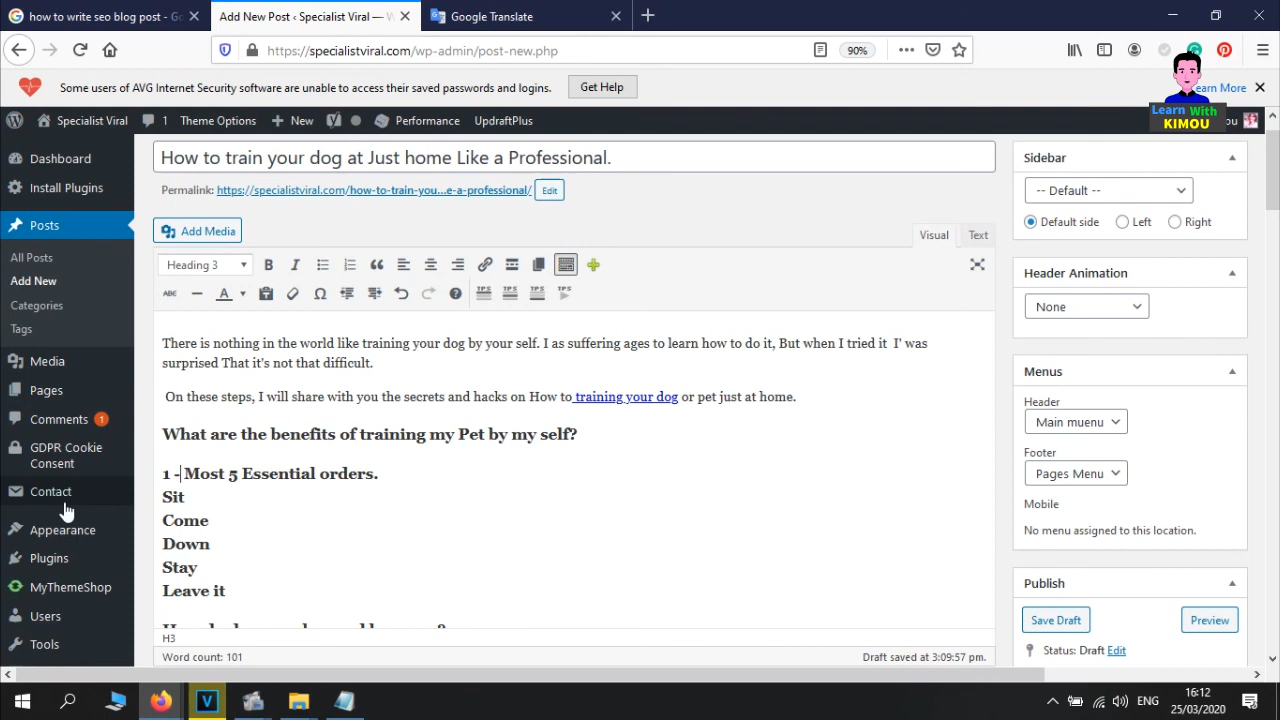 how to write seo blog post - Go
Add New Post ‹ Specialist Viral — W
Google Translate
https://specialistviral.com/wp-admin/post-new.php
90%
Some users of AVG Internet Security software are unable to access their saved passwords and logins.
Get Help
earn More
Learn With
KIMOU
Specialist Viral
1
Theme Options
New
Performance
UpdraftPlus
ou
Dashboard
Install Plugins
Posts
All Posts
Add New
Categories
Tags
Media
Pages
Comments 1
GDPR Cookie
Consent
Contact
Appearance
Plugins
MyThemeShop
Users
Tools
How to train your dog at Just home Like a Professional.
Permalink: https://specialistviral.com/how-to-train-you...e-a-professional/ Edit
Add Media
Visual
Text
Heading 3
B
I
ABC
A
TPS
TPS
TPS
TPS
There is nothing in the world like training your dog by your self. I as suffering ages to learn how to do it, But when I tried it I' was
surprised That it's not that difficult.
On these steps, I will share with you the secrets and hacks on How to training your dog or pet just at home.
What are the benefits of training my Pet by my self?
1 - Most 5 Essential orders.
Sit
Come
Down
Stay
Leave it
H3
Word count: 101
Draft saved at 3:09:57 pm.
Sidebar
-- Default --
Default side
Left
Right
Header Animation
None
Menus
Header
Main muenu
Footer
Pages Menu
Mobile
No menu assigned to this location.
Publish
Save Draft
Preview
Status: Draft Edit
V
ENG
16:12
25/03/2020